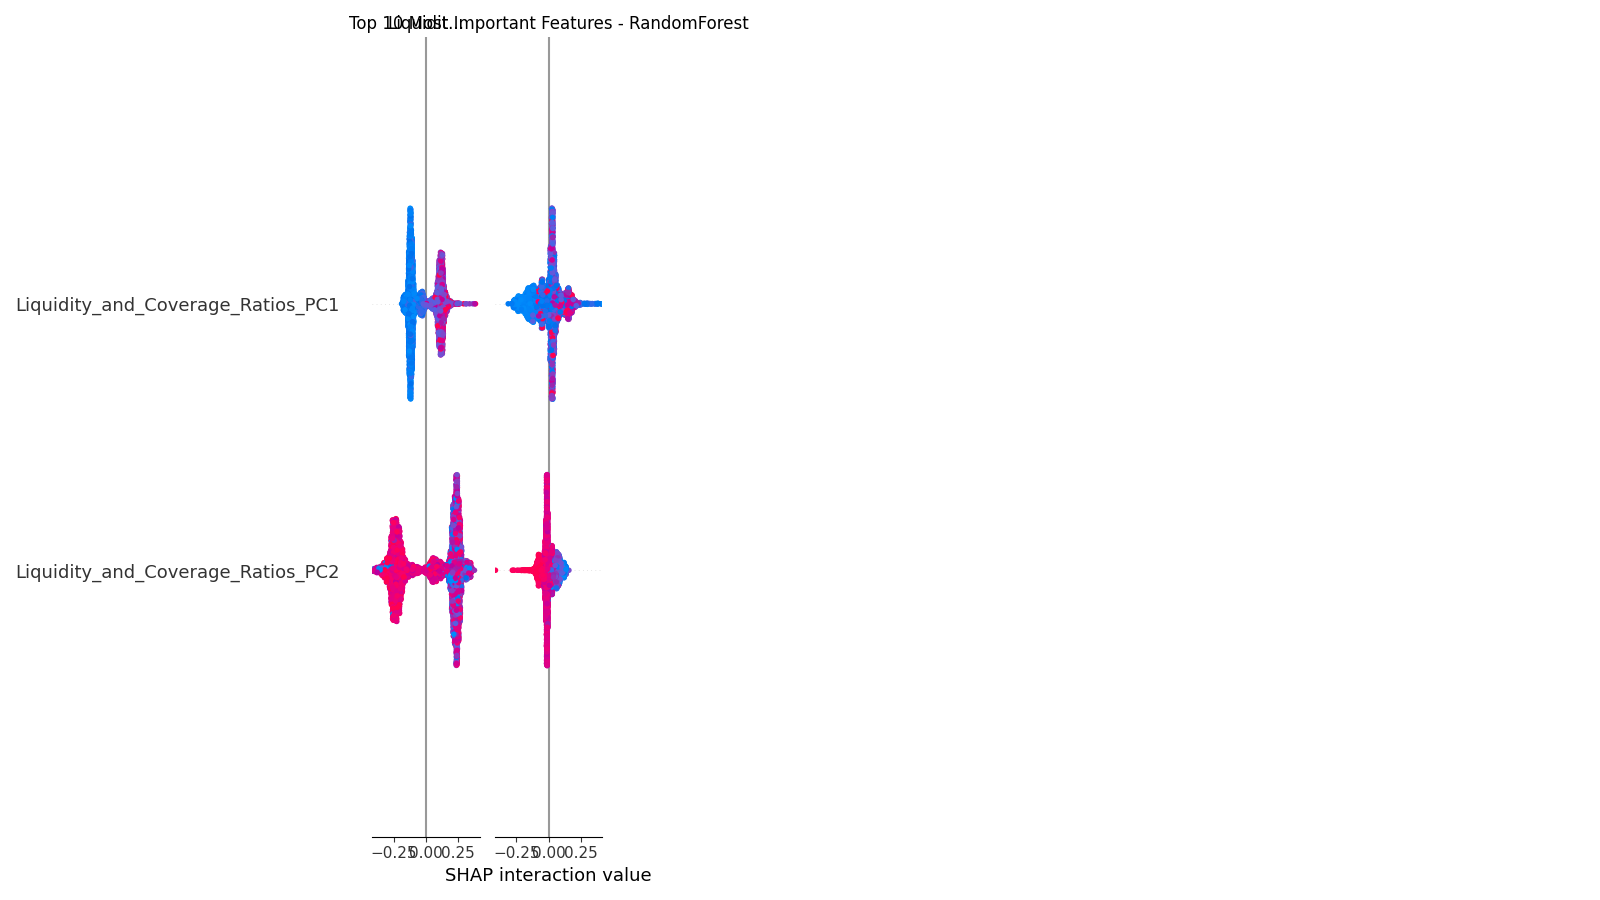 Top 10 Most Important Features - RandomForest
Liquidit...
Liquidity_and_Coverage_Ratios_PC1
Liquidity_and_Coverage_Ratios_PC2
−0.25 0.00 0.25 −0.25 0.00 0.25
SHAP interaction value